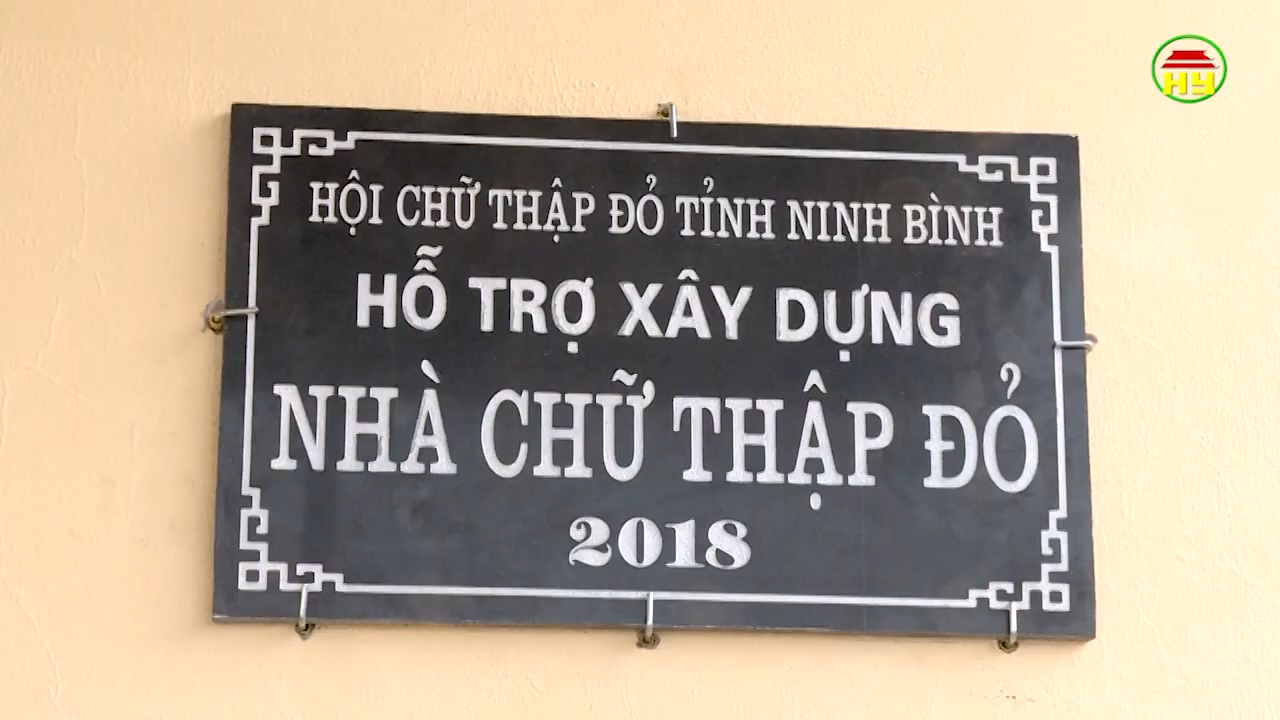 HY
HỘI CHỮ THẬP ĐỎ TỈNH NINH BÌNH
HỖ TRỢ XÂY DỰNG
NHÀ CHỮ THẬP ĐỎ
2018